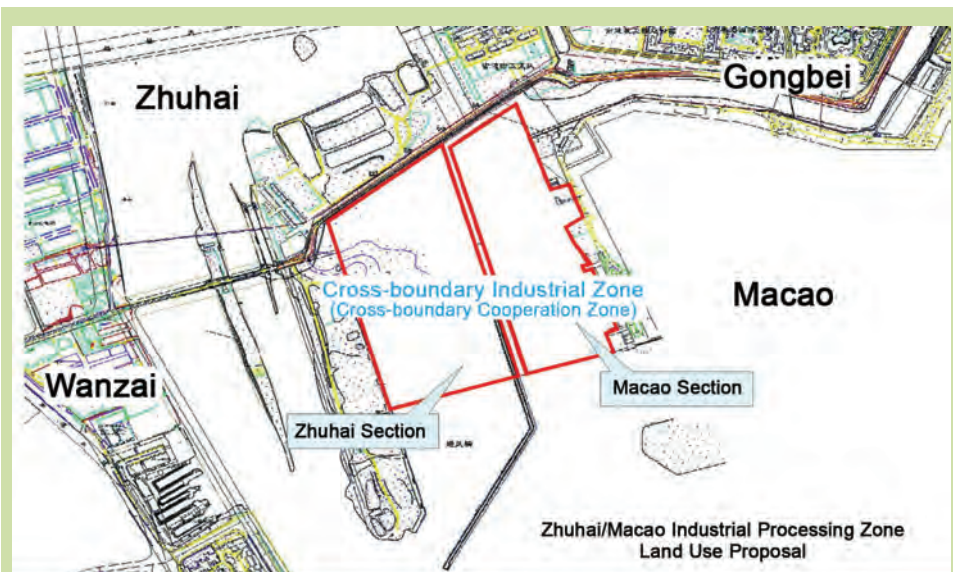 Zhuhai
Gongbei
Cross-boundary Industrial Zone
(Cross-boundary Cooperation Zone)
Macao
Wanzai
Macao Section
Zhuhai Section
Zhuhai/Macao Industrial Processing Zone
Land Use Proposal